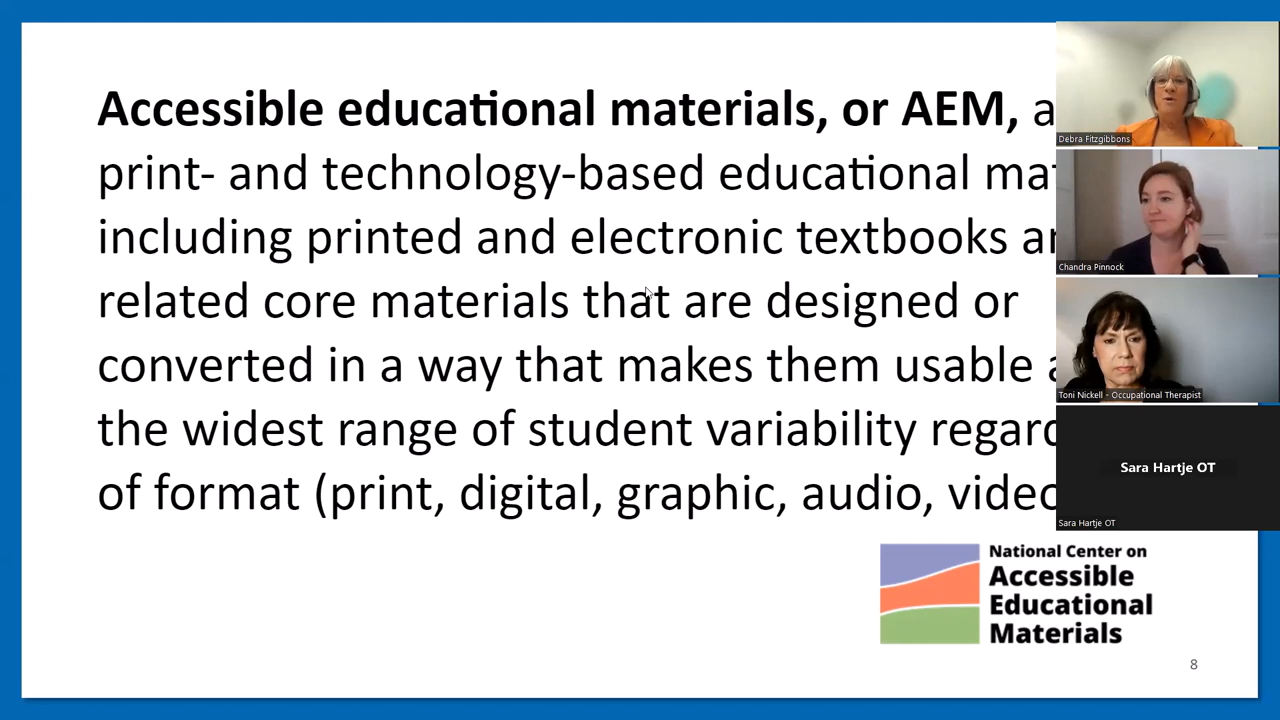 Accessible educational materials, or AEM, a
print- and technology-based educational mat
including printed and electronic textbooks a
related core materials that are designed or
converted in a way that makes them usable a
the widest range of student variability regard
of format (print, digital, graphic, audio, video
National Center on
Accessible
Educational
Materials
8
Debra Fitzgibbons
Chandra Pinnock
Toni Nickell - Occupational Therapist
Sara Hartje OT
Sara Hartje OT